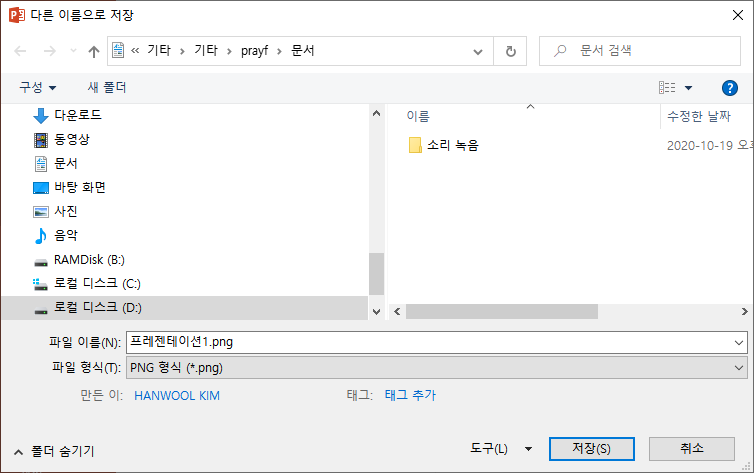 다른 이름으로 저장
« 기타 > 기타 > prayf > 문서
문서 검색
구성
새 폴더
다운로드
동영상
문서
바탕 화면
사진
음악
RAMDisk (B:)
로컬 디스크 (C:)
로컬 디스크 (D:)
이름
수정한 날짜
소리 녹음
2020-10-19 오
파일 이름(N): 프레젠테이션1.png
파일 형식(T): PNG 형식 (*.png)
만든 이: HANWOOL KIM
태그: 태그 추가
폴더 숨기기
도구(L)
저장(S)
취소